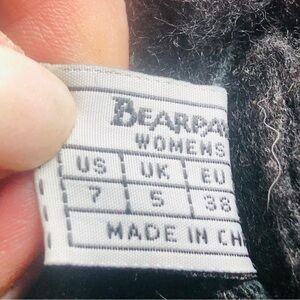 BEARPA
WOMENS
US UK EU
7 5 38
MADE IN CH